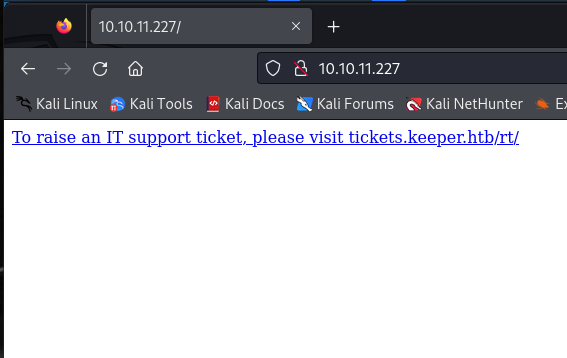 10.10.11.227/
10.10.11.227
Kali Linux Kali Tools Kali Docs Kali Forums Kali NetHunter Ex
To raise an IT support ticket, please visit tickets.keeper.htb/rt/